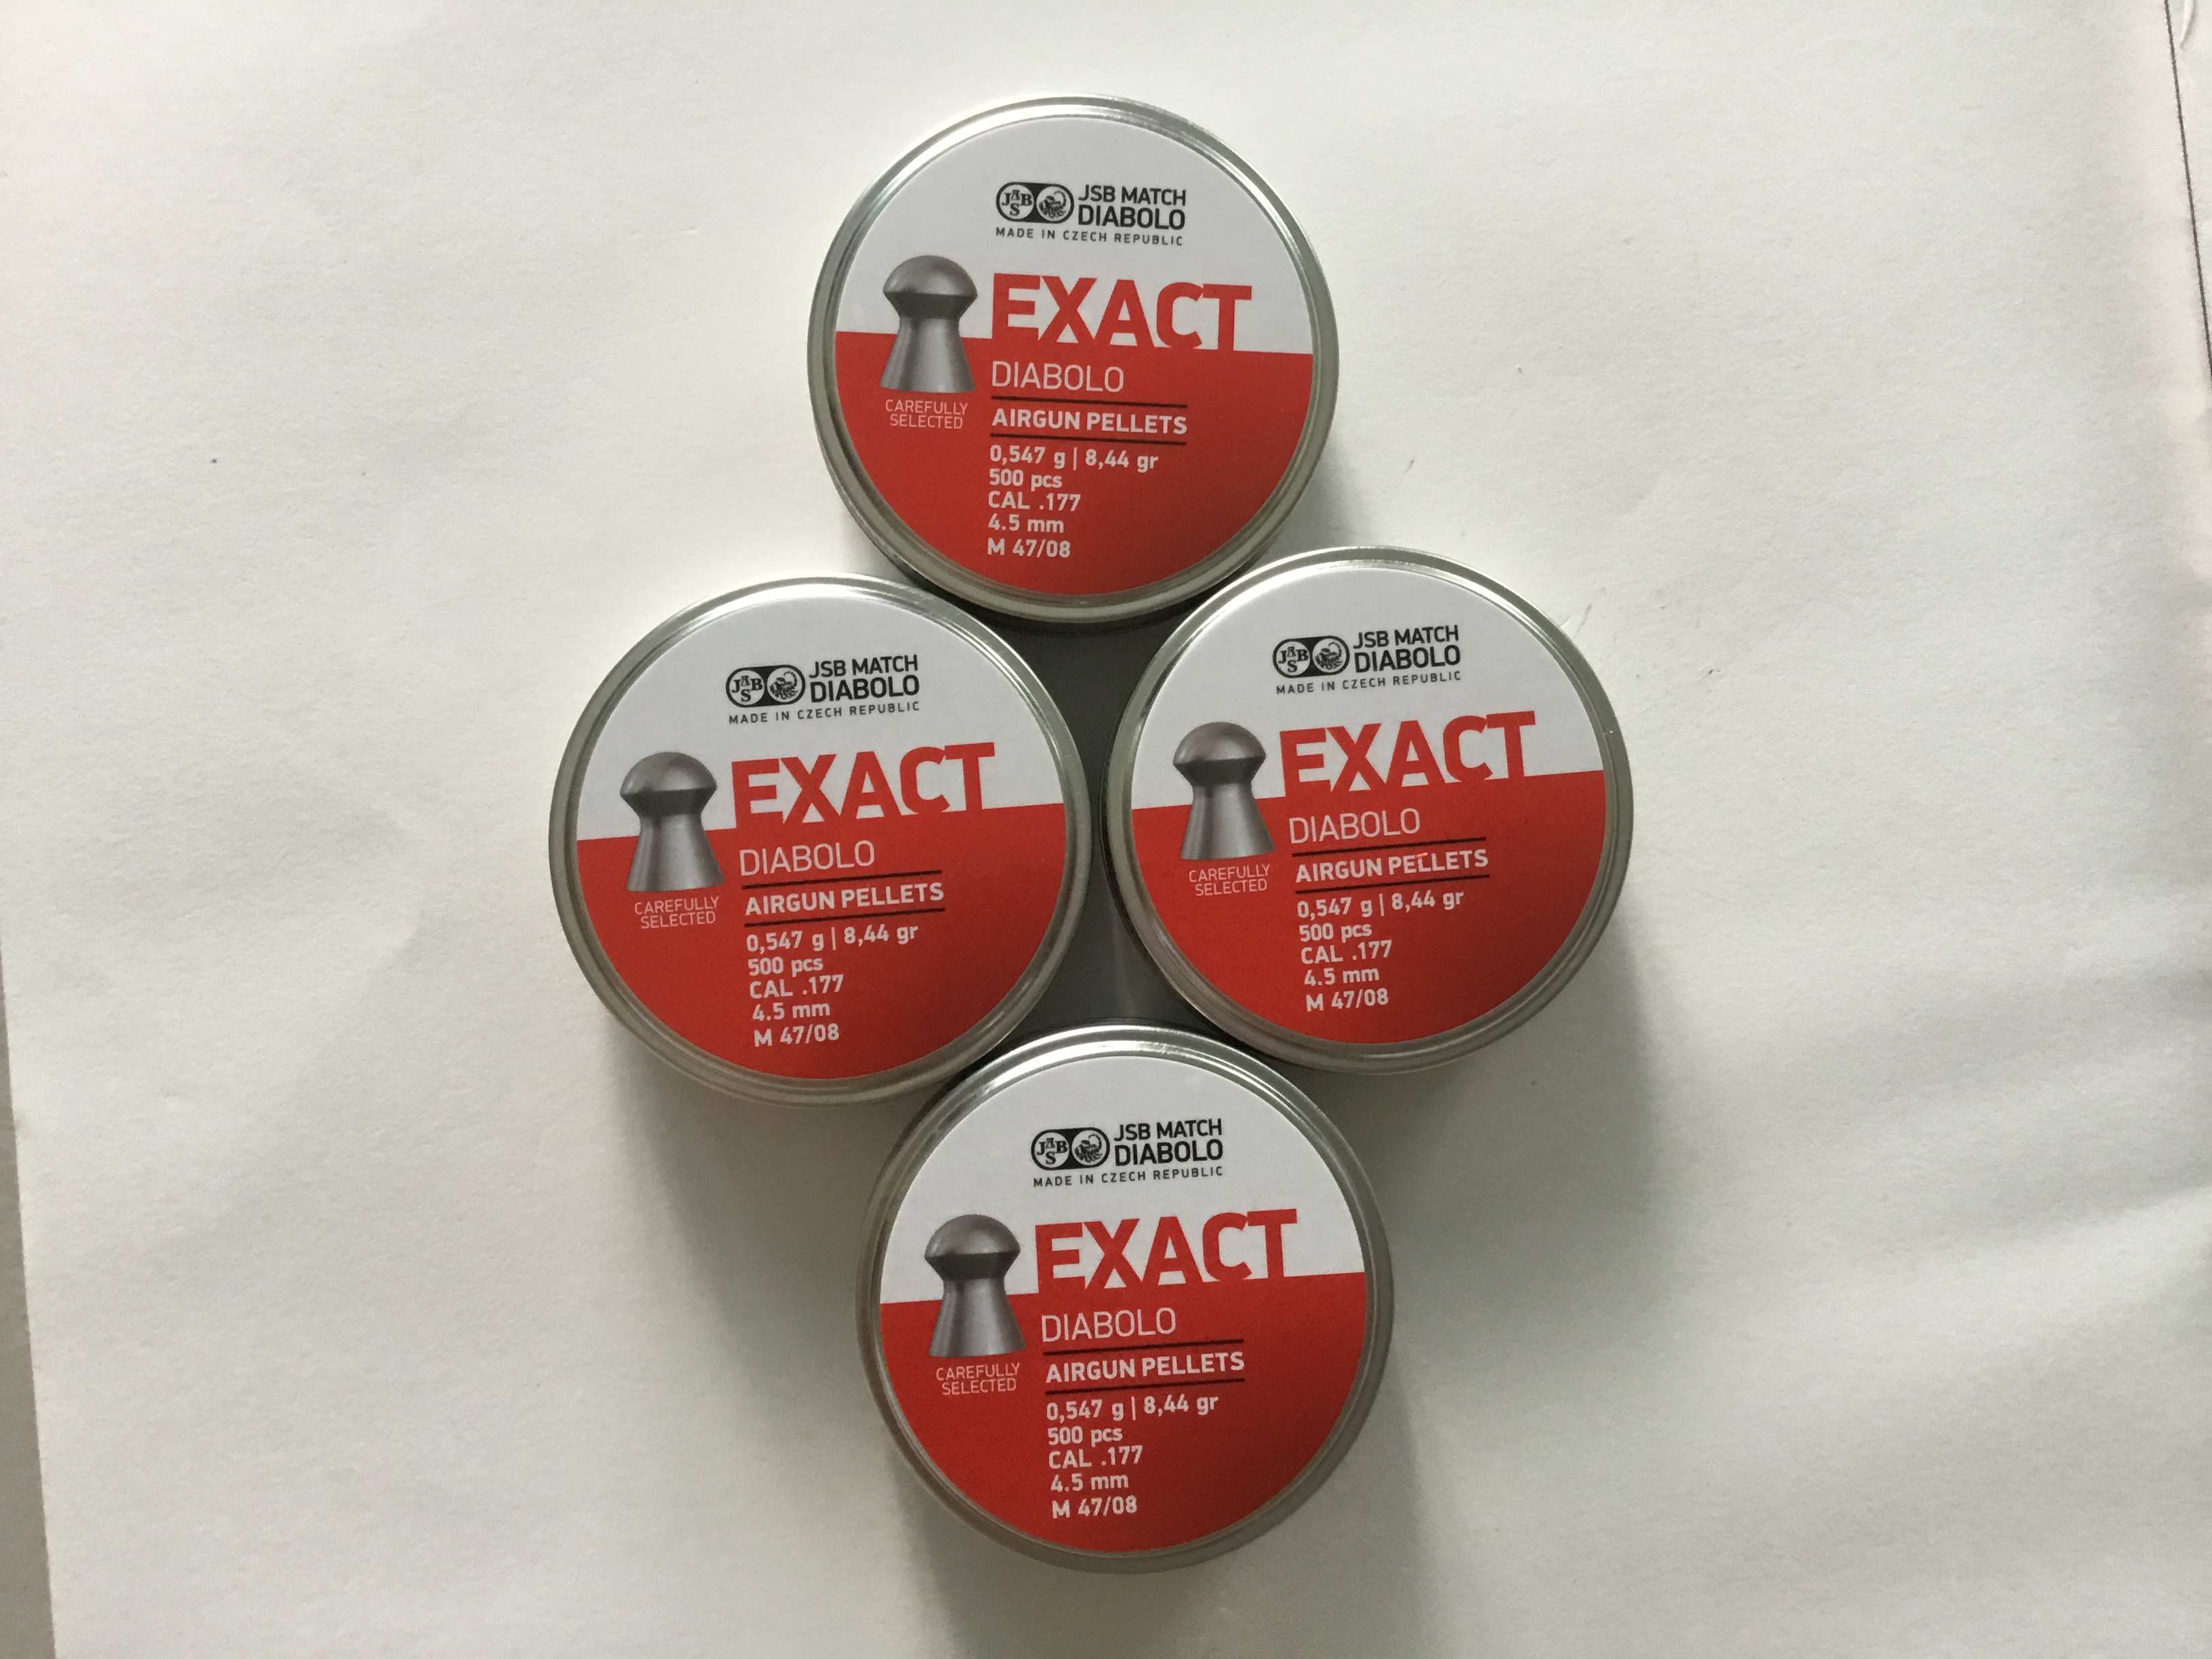 JSB
JSB MATCH
DIABOLO
MADE IN CZECH REPUBLIC
EXACT
DIABOLO
CAREFULLY
SELECTED
AIRGUN PELLETS
0,547 g | 8,44 gr
500 pcs
CAL .177
4.5 mm
M 47/08
JSB
JSB MATCH
DIABOLO
MADE IN CZECH REPUBLIC
EXACT
DIABOLO
CAREFULLY
SELECTED
AIRGUN PELLETS
0,547 g | 8,44 gr
500 pcs
CAL .177
4.5 mm
M 47/08
JSB
JSB MATCH
DIABOLO
MADE IN CZECH REPUBLIC
EXACT
DIABOLO
CAREFULLY
SELECTED
AIRGUN PELLETS
0,547 g | 8,44 gr
500 pcs
CAL .177
4.5 mm
M 47/08
JSB
JSB MATCH
DIABOLO
MADE IN CZECH REPUBLIC
EXACT
DIABOLO
CAREFULLY
SELECTED
AIRGUN PELLETS
0,547 g | 8,44 gr
500 pcs
CAL .177
4.5 mm
M 47/08